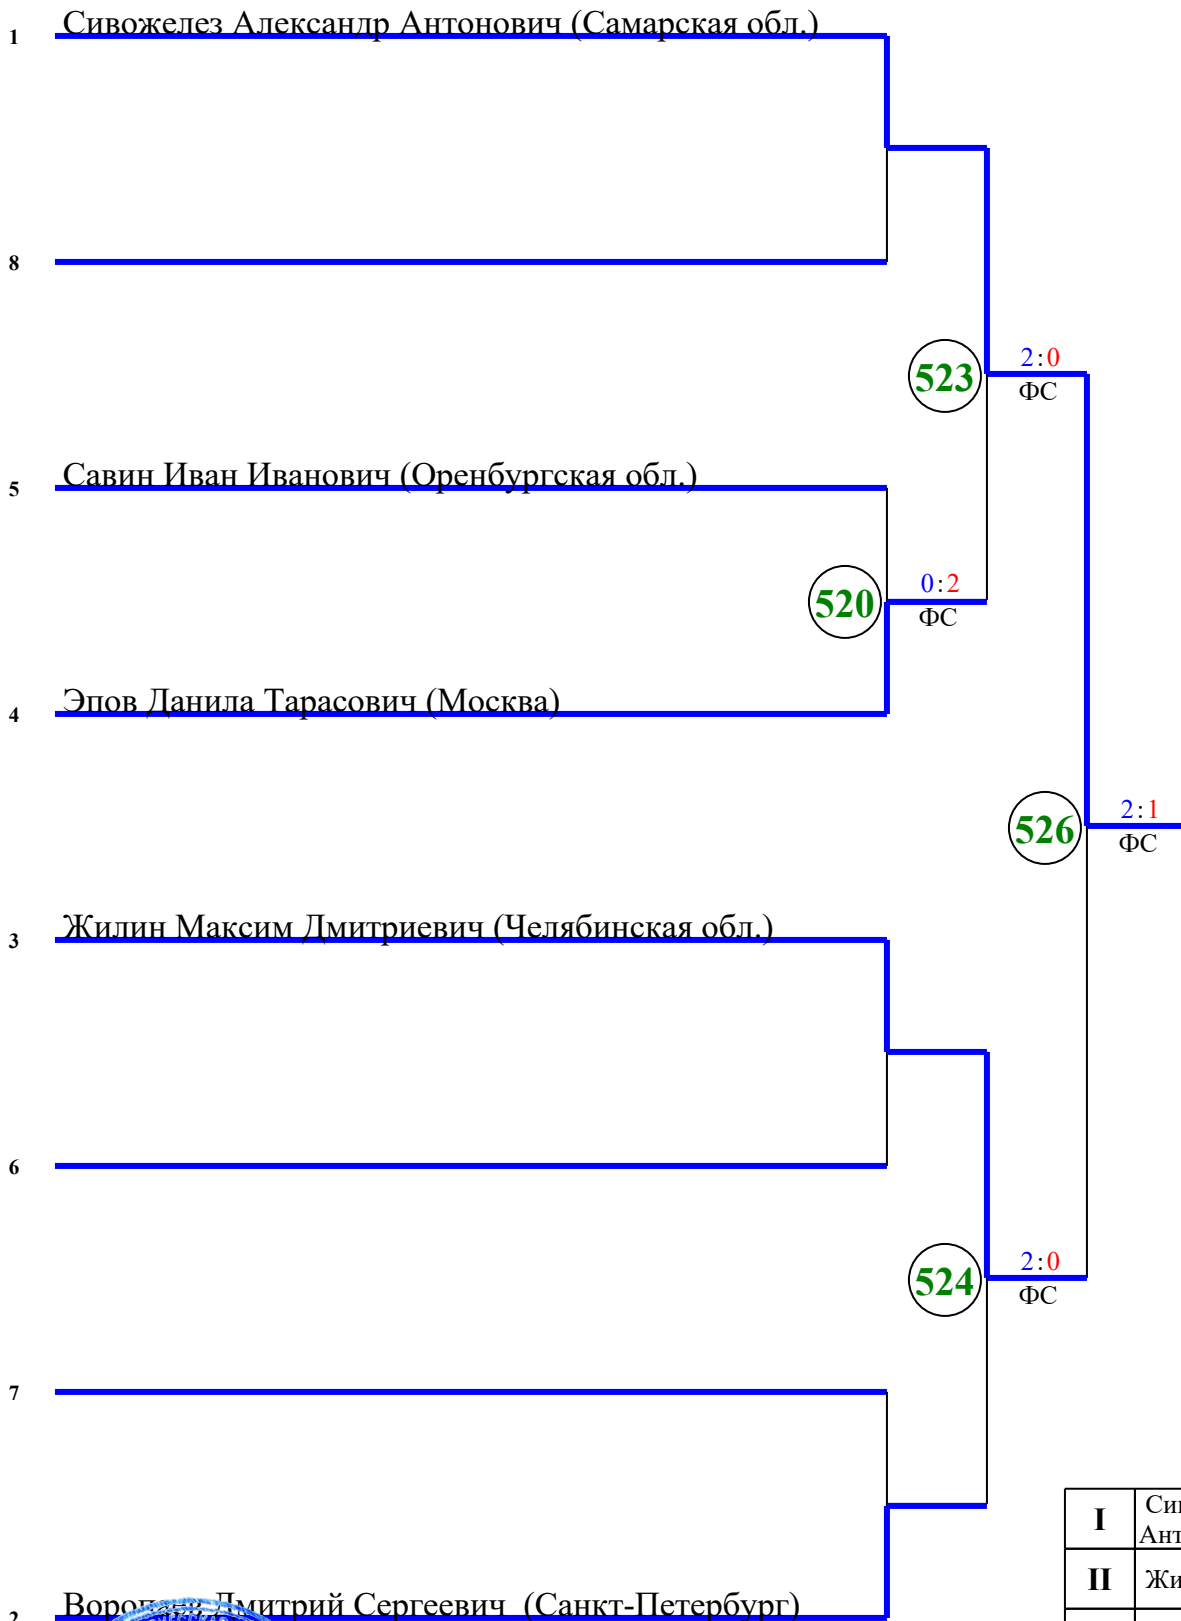 1 Сивожелез Александр Антонович (Самарская обл.)
8
523 2:0
ФС
5 Савин Иван Иванович (Оренбургская обл.)
520 0:2
ФС
4 Эпов Данила Тарасович (Москва)
526 2:1
ФС
3 Жилин Максим Дмитриевич (Челябинская обл.)
6
524 2:0
ФС
7
I
II
2 Дмитрий Сергеевич (Санкт-Петербург)